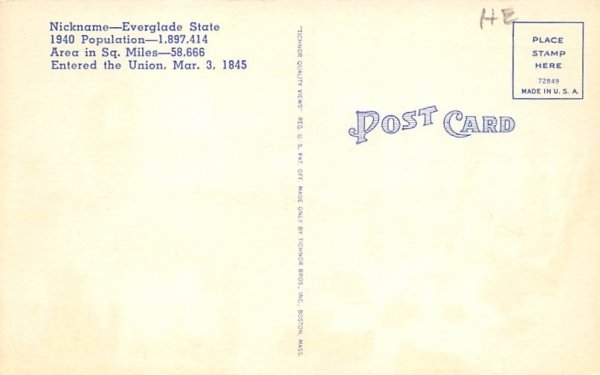 Nickname—Everglade State
1940 Population—1,897,414
Area in Sq. Miles—58,666
Entered the Union, Mar. 3, 1845
HE
PLACE
STAMP
HERE
72849
MADE IN U. S. A.
POST CARD
"TICHNOR QUALITY VIEWS" REG. U. S. PAT. OFF. MADE ONLY BY TICHNOR BROS., INC., BOSTON, MASS.